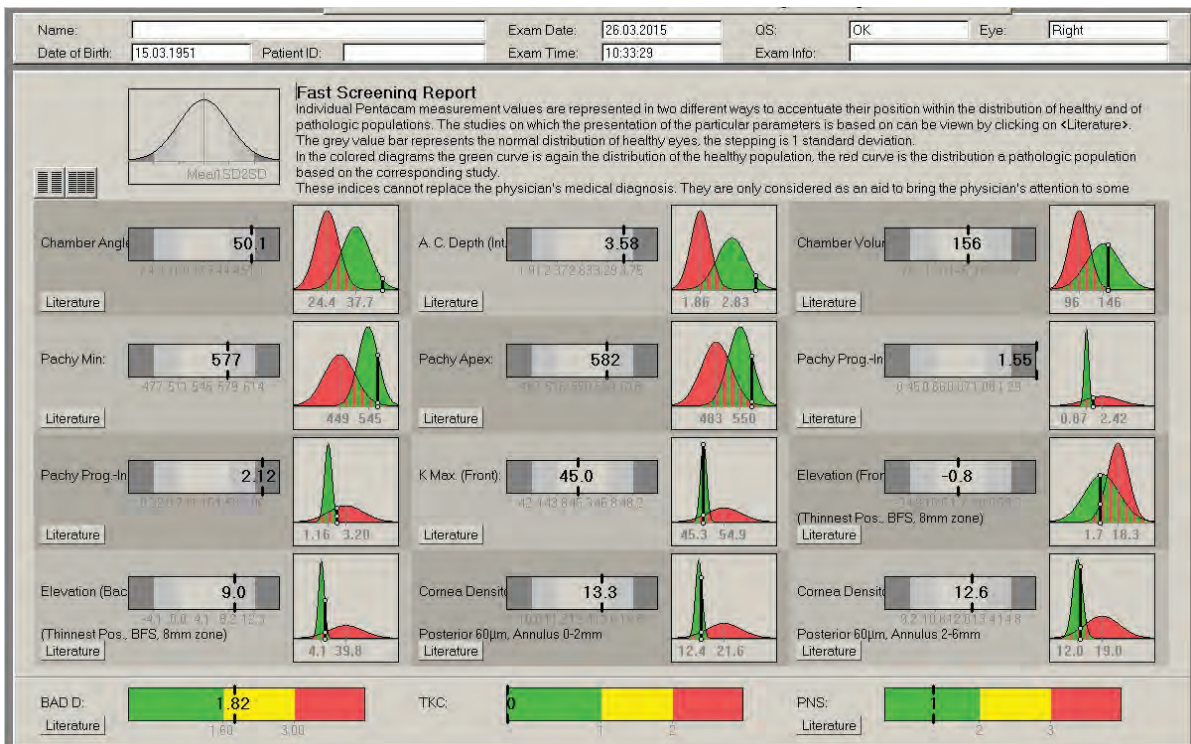 Name: Exam Date: 26.03.2015 QS: OK Eye: Right
Date of Birth: 15.03.1951 Patient ID: Exam Time: 10:33:29 Exam Info:
Fast Screening Report
Individual Pentacam measurement values are represented in two different ways to accentuate their position within the distribution of healthy and of
pathologic populations. The studies on which the presentation of the particular parameters is based on can be viewn by clicking on <Literature>.
The grey value bar represents the normal distribution of healthy eyes, the stepping is 1 standard deviation.
In the colored diagrams the green curve is again the distribution of the healthy population, the red curve is the distribution a pathologic population
based on the corresponding study.
These indices cannot replace the physician's medical diagnosis. They are only considered as an aid to bring the physician's attention to some
Chamber Angle 50.1 A. C. Depth (Int. 3.58 Chamber Volur 156
Literature 24.4 37.7 Literature 1.86 2.83 Literature 96 146
Pachy Min: 577 Pachy Apex: 582 Pachy Prog.-In 1.55
Literature 449 545 Literature 483 550 Literature 0.87 2.42
Pachy Prog.-In 2.12 K Max. (Front): 45.0 Elevation (Fror -0.8
(Thinnest Pos., BFS, 8mm zone)
Literature 1.16 3.20 Literature 45.3 54.9 Literature 1.7 18.3
Elevation (Bac 9.0 Cornea Densito 13.3 Cornea Densito 12.6
(Thinnest Pos., BFS, 8mm zone) Posterior 60µm, Annulus 0-2mm Posterior 60µm, Annulus 2-6mm
Literature 4.1 39.8 Literature 12.4 21.6 Literature 12.0 19.0
BAD D: 1.82 TKC: 0 PNS: 1
Literature 1.60 3.00 1 2 Literature 2 3